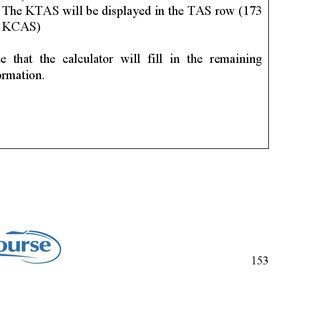 The KTAS will be displayed in the TAS row (173
KCAS)
that the calculator will fill in the remaining
ourse
153